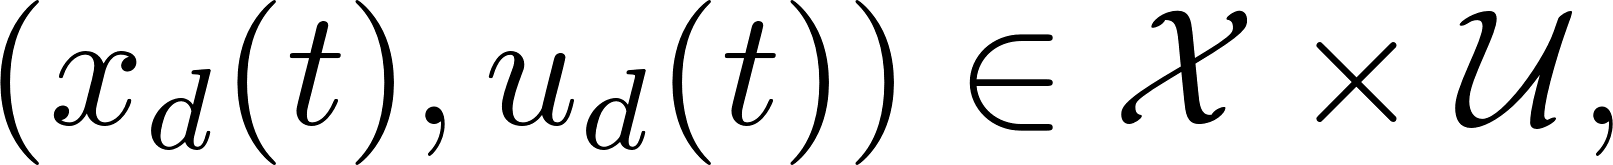 (x_d(t), u_d(t)) ∈ 𝒳 × 𝒰,